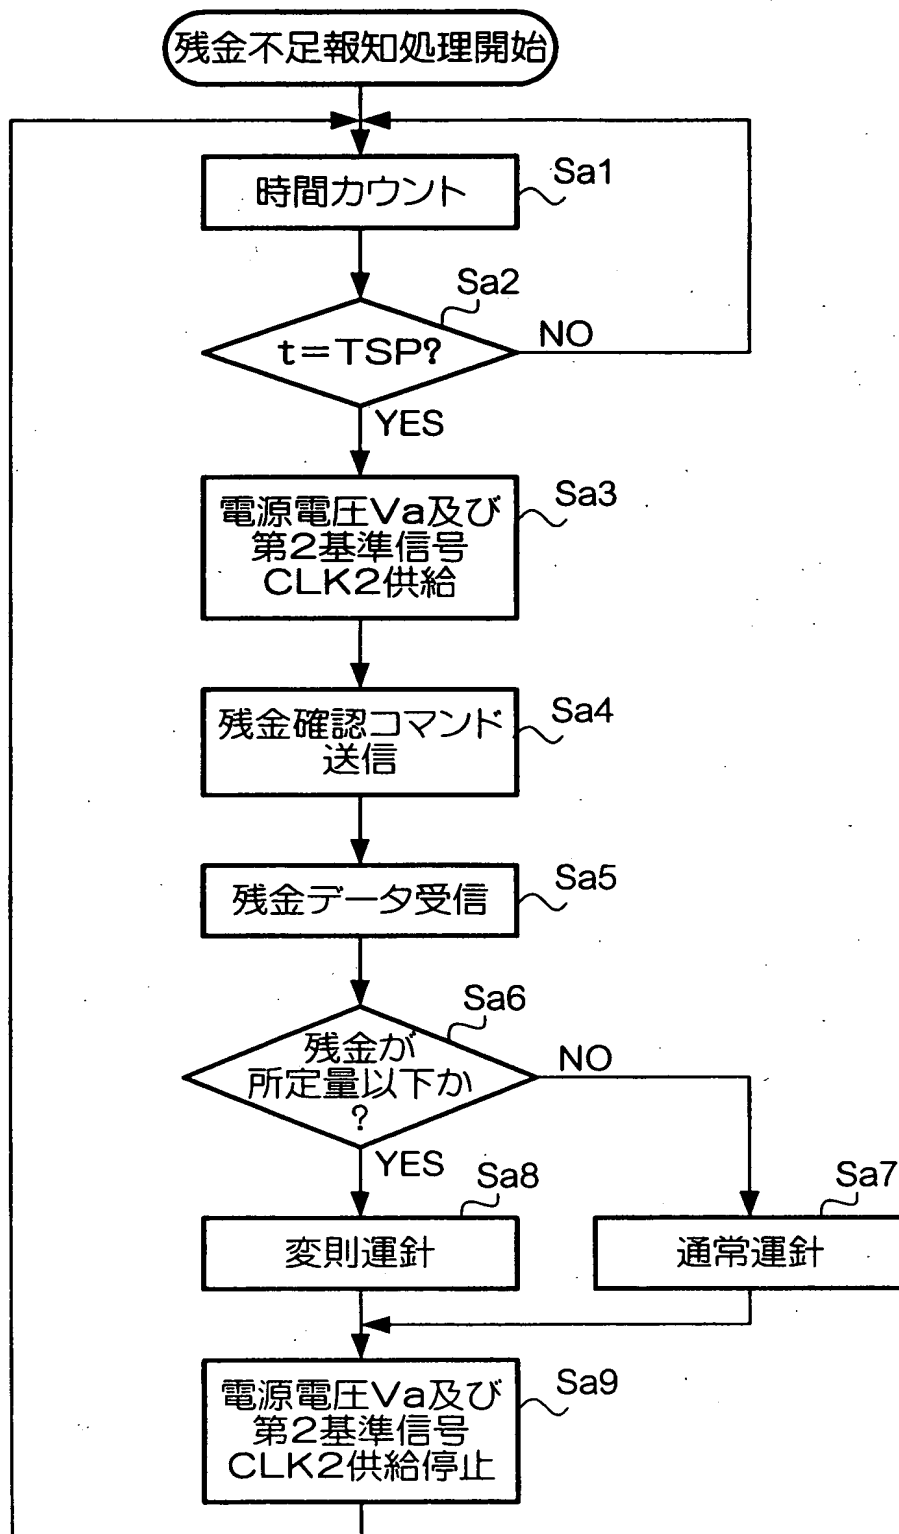 残金不足報知処理開始
時間カウント
Sa1
Sa2
t=TSP?
NO
YES
電源電圧Va及び
第2基準信号
CLK2供給
Sa3
残金確認コマンド
送信
Sa4
残金データ受信
Sa5
Sa6
残金が
所定量以下か
?
NO
YES
Sa8
変則運針
Sa7
通常運針
電源電圧Va及び
第2基準信号
CLK2供給停止
Sa9